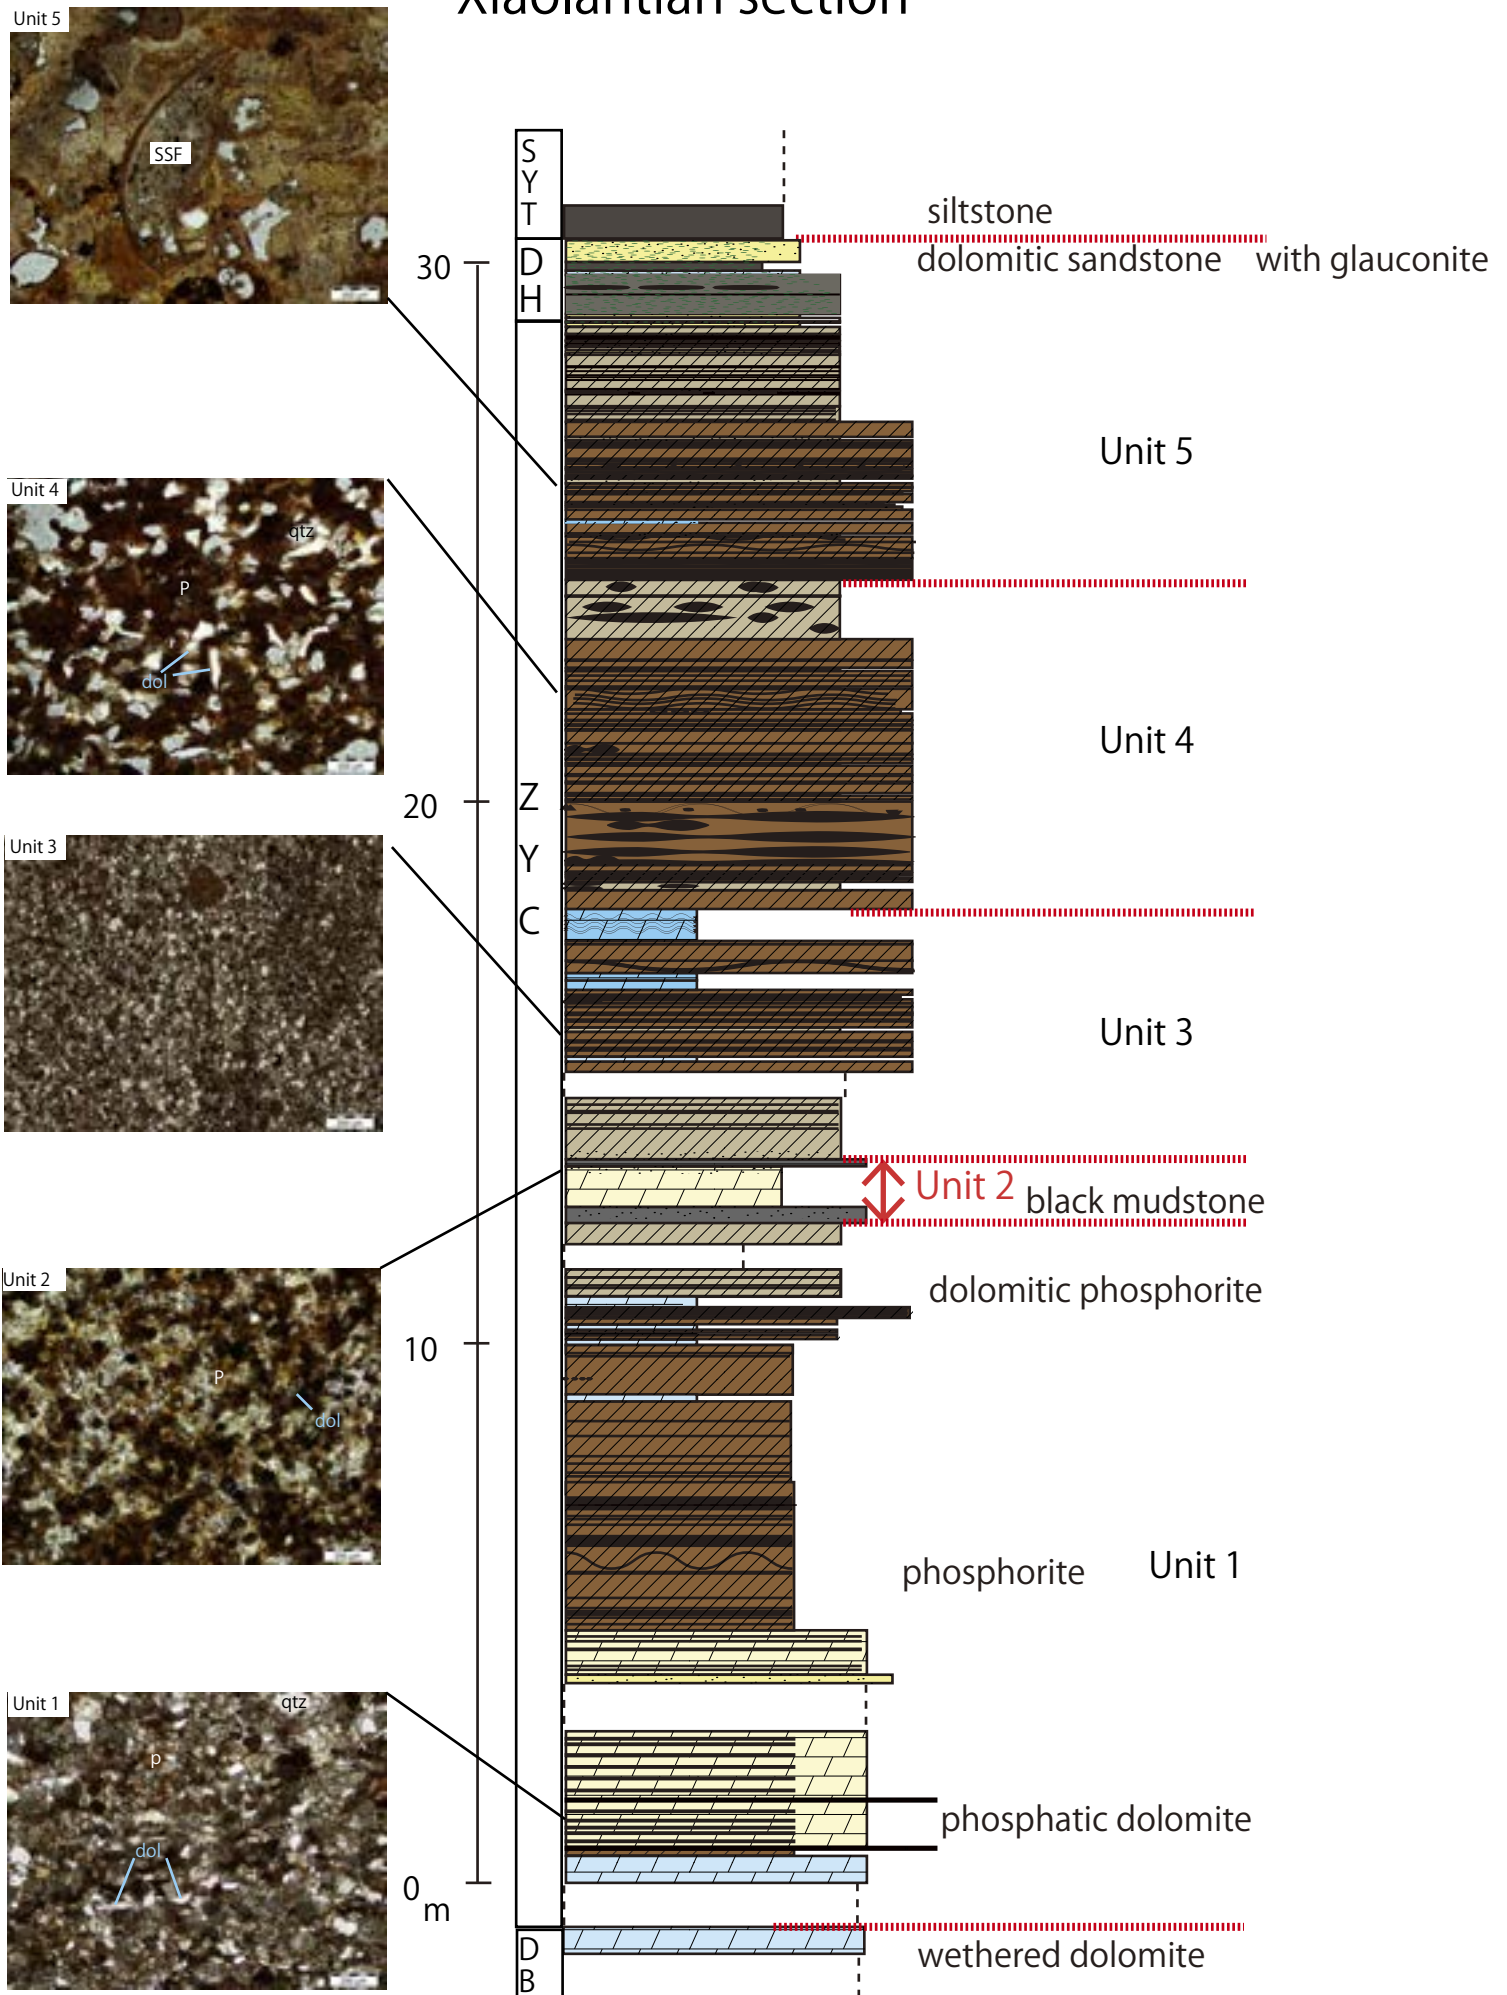 Xiaolantian section
Unit 5
SSF
S
Y
T
siltstone
dolomitic sandstone with glauconite
30
D
H
Unit 5
Unit 4
qtz
P
dol
Unit 4
20
Z
Y
C
Unit 3
Unit 3
Unit 2
black mudstone
Unit 2
P
dol
dolomitic phosphorite
10
phosphorite
Unit 1
Unit 1
qtz
p
dol
phosphatic dolomite
0
m
D
B
wethered dolomite